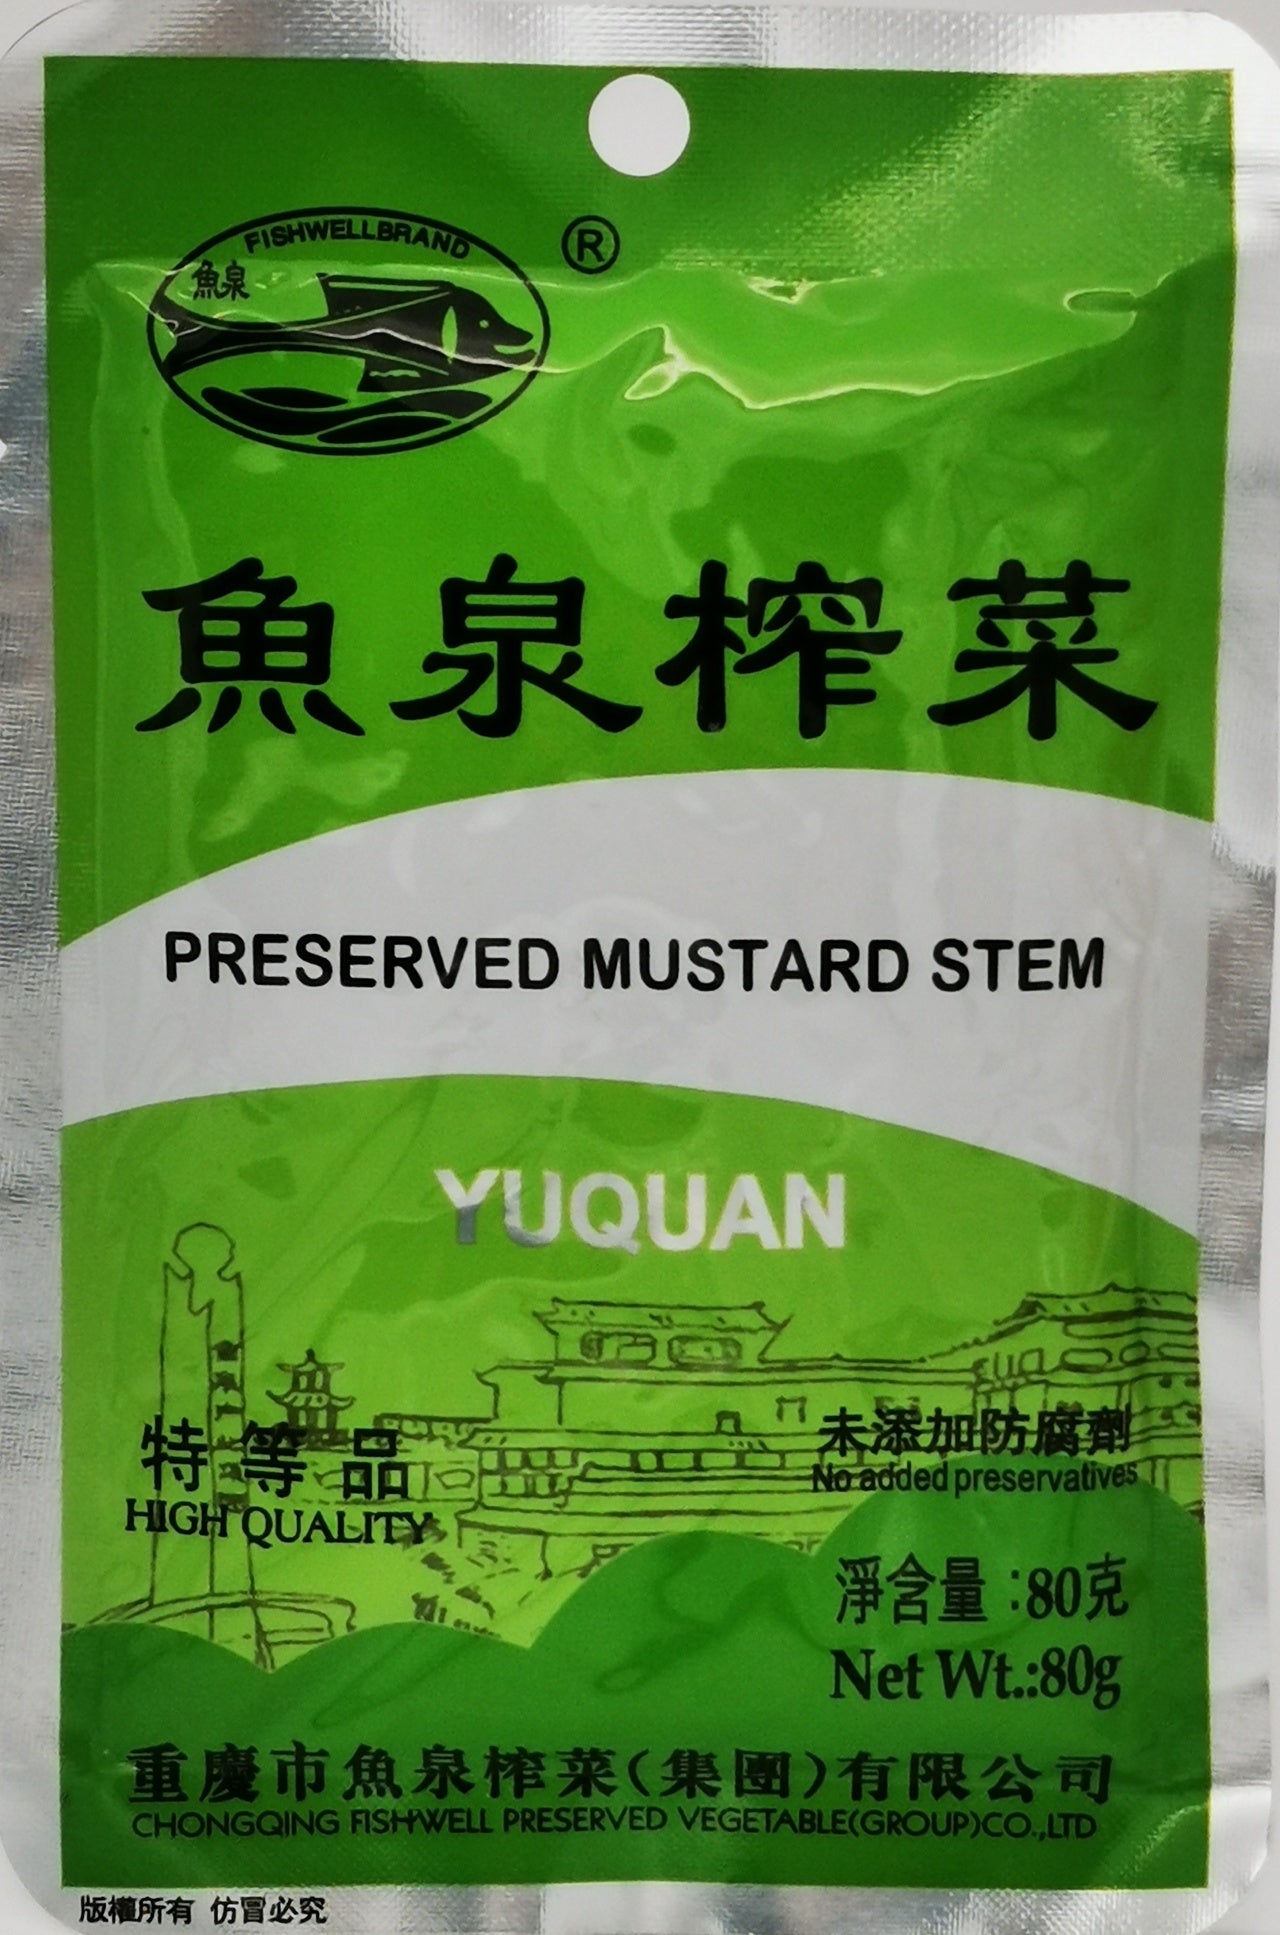 FISHWELLBRAND
®
魚泉
魚泉榨菜
PRESERVED MUSTARD STEM
YUQUAN
特等品
HIGH QUALITY
未添加防腐劑
No added preservatives
淨含量:80克
Net Wt.:80g
重慶市魚泉榨菜(集團)有限公司
CHONGQING FISHWELL PRESERVED VEGETABLE(GROUP)CO.,LTD
版權所有 仿冒必究